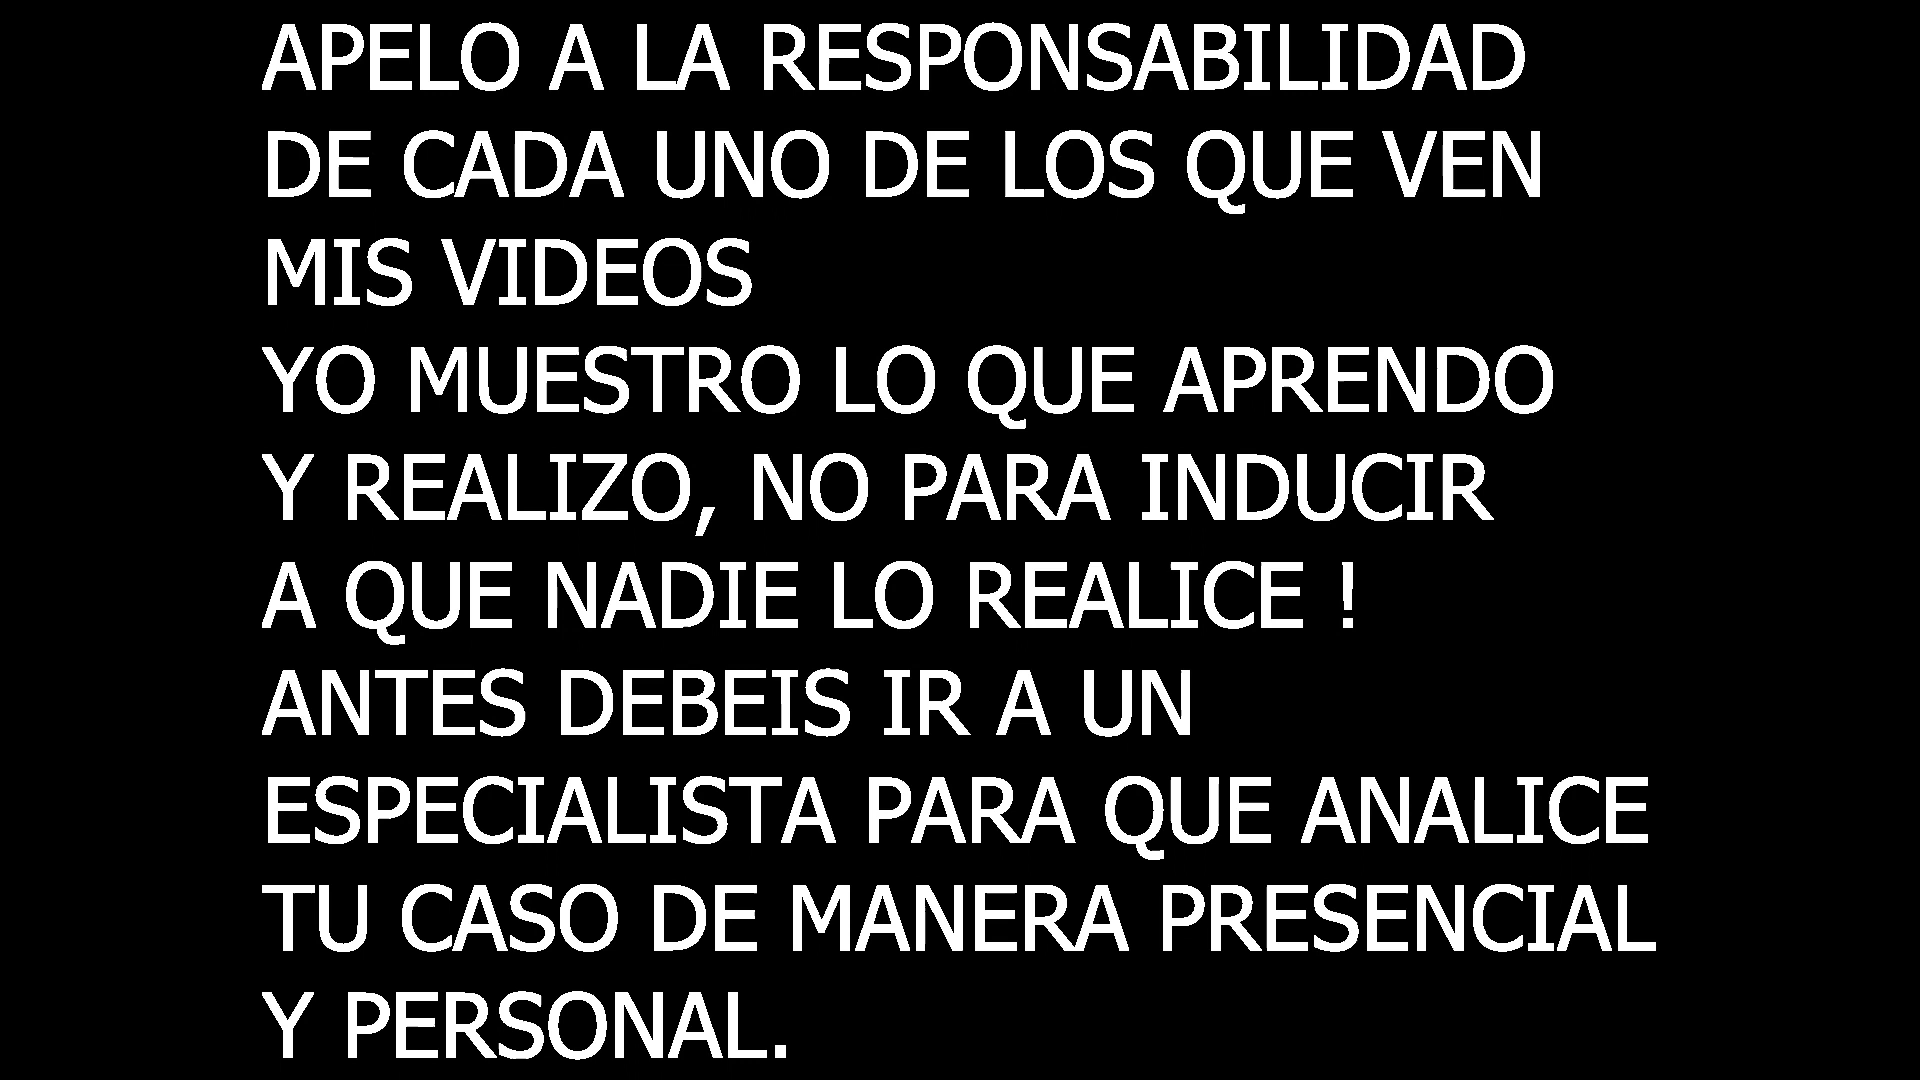 APELO A LA RESPONSABILIDAD
DE CADA UNO DE LOS QUE VEN
MIS VIDEOS
YO MUESTRO LO QUE APRENDO
Y REALIZO, NO PARA INDUCIR
A QUE NADIE LO REALICE !
ANTES DEBEIS IR A UN
ESPECIALISTA PARA QUE ANALICE
TU CASO DE MANERA PRESENCIAL
Y PERSONAL.